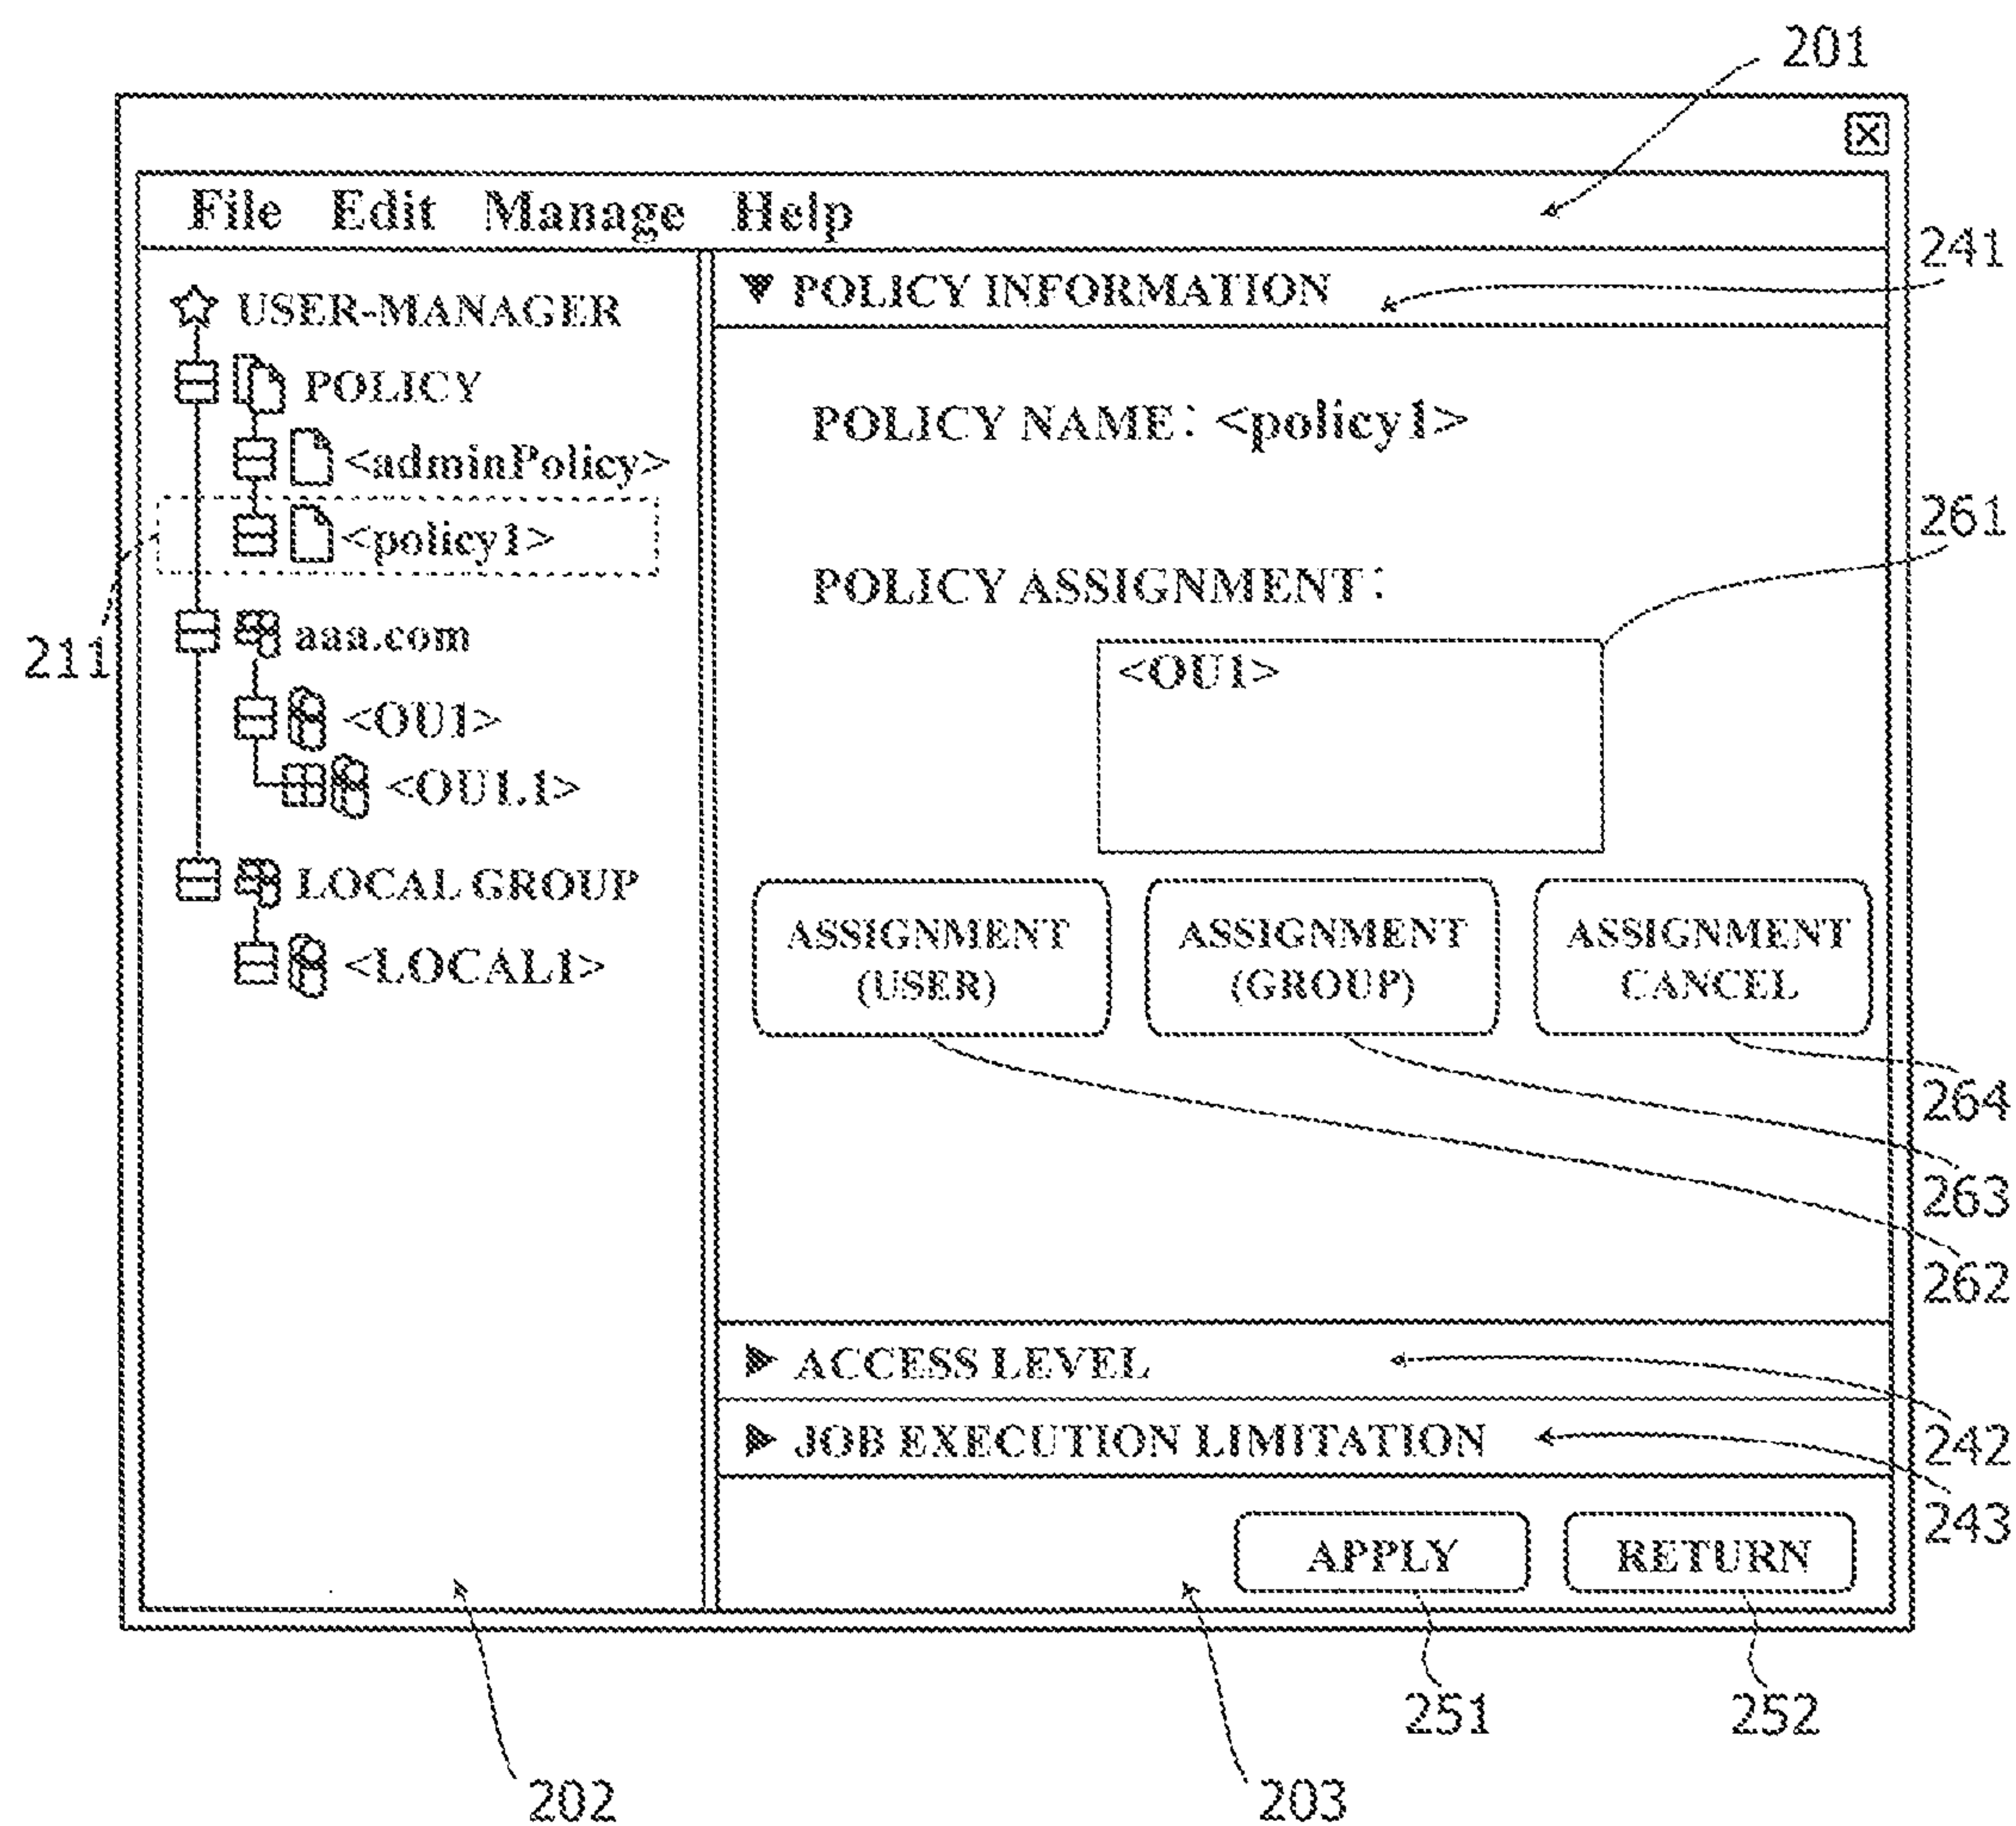 201
File Edit Manage Help
241
USER-MANAGER
POLICY
<adminPolicy>
<policy1>
211
aaa.com
<OU1>
<OU1.1>
LOCAL GROUP
<LOCAL1>
POLICY INFORMATION
POLICY NAME: <policy1>
261
POLICY ASSIGNMENT:
<OU1>
ASSIGNMENT
(USER)
ASSIGNMENT
(GROUP)
ASSIGNMENT
CANCEL
264
263
262
ACCESS LEVEL
242
JOB EXECUTION LIMITATION
243
APPLY
RETURN
251
252
202
203